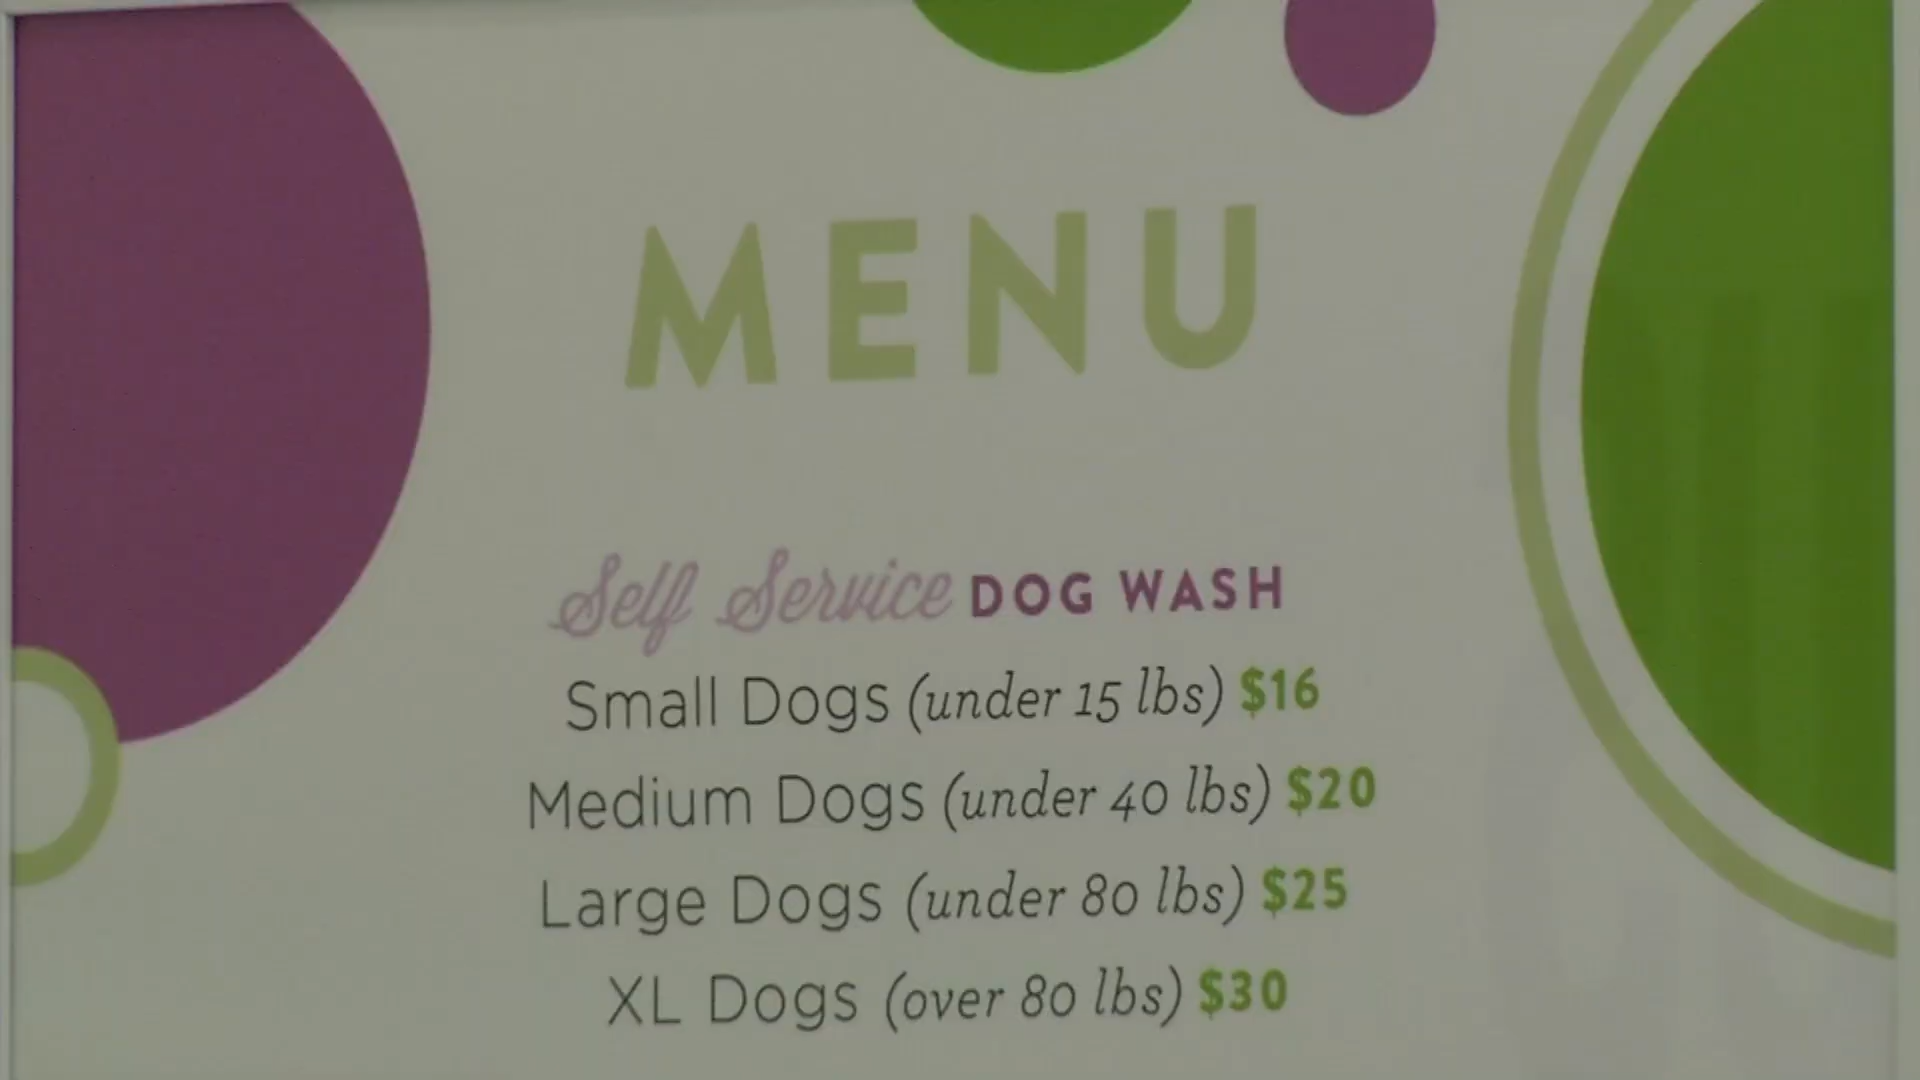 MENU
Self Service DOG WASH
Small Dogs (under 15 lbs) $16
Medium Dogs (under 40 lbs) $20
Large Dogs (under 80 lbs) $25
XL Dogs (over 80 lbs) $30